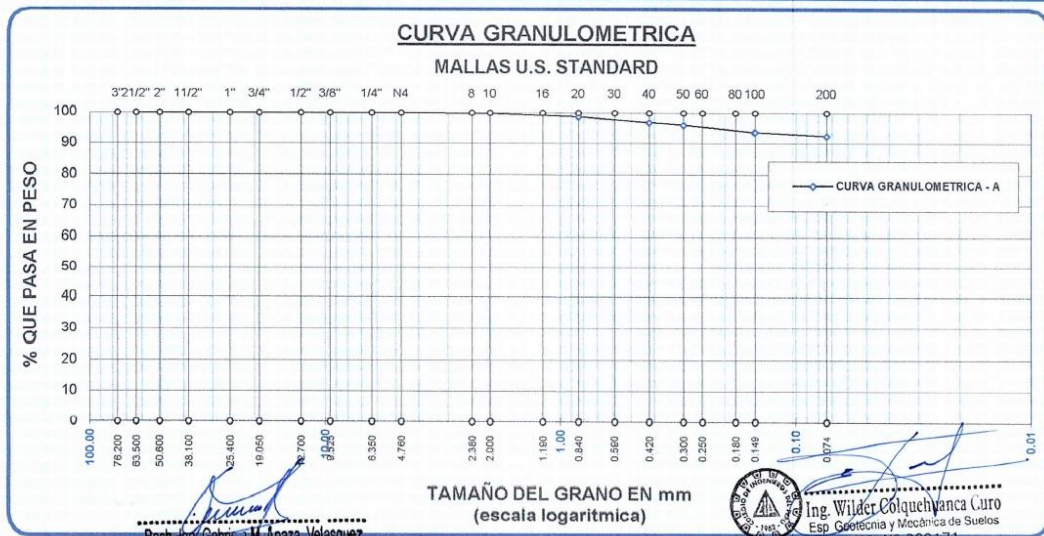 CURVA GRANULOMETRICA
MALLAS U.S. STANDARD
3" 21/2" 2" 11/2" 1" 3/4" 1/2" 3/8" 1/4" N4 8 10 16 20 30 40 50 60 80 100 200
% QUE PASA EN PESO
100
90
80
70
60
50
40
30
20
10
0
CURVA GRANULOMETRICA - A
100.00 76.200 63.500 50.800 38.100 25.400 19.050 12.700 10.00 9.525 6.350 4.760 2.380 2.000 1.190 1.00 0.840 0.590 0.420 0.300 0.250 0.180 0.149 0.10 0.074 0.01
TAMAÑO DEL GRANO EN mm
(escala logaritmica)
Velasquez
Ing. Wilder Colquehuanca Curo
Esp. Geotecnia y Mecánica de Suelos